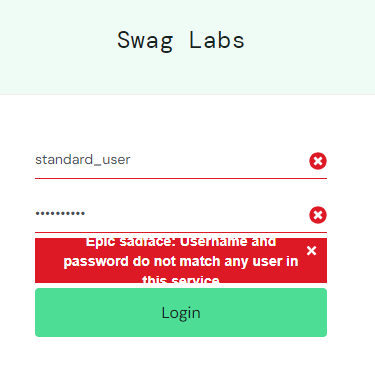 Swag Labs
standard_user
••••••••••
Epic sadface: Username and
password do not match any user in
this service
Login